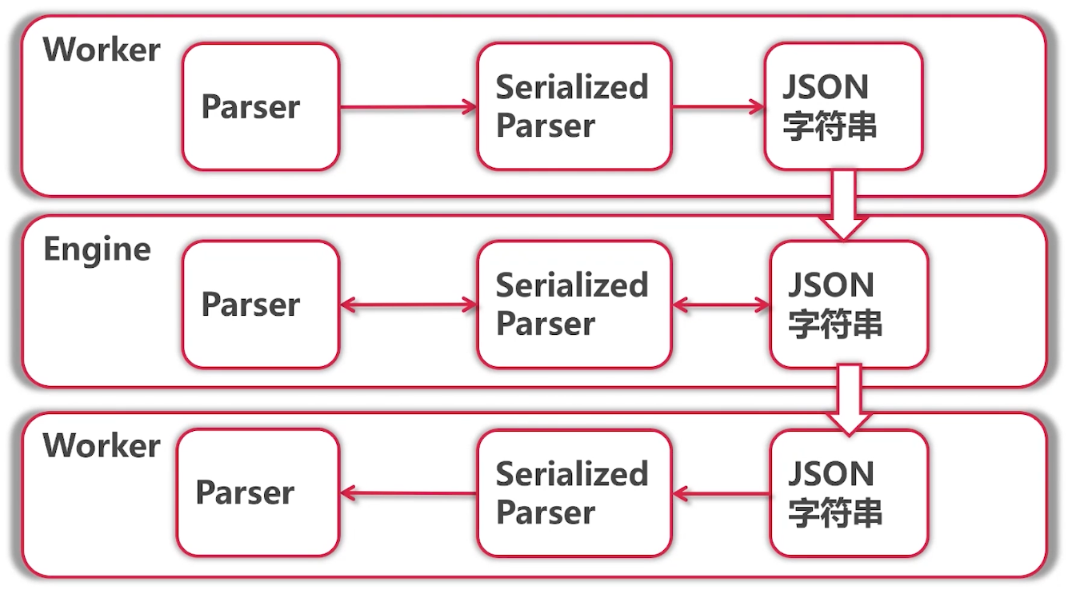 Worker
Parser
Serialized
Parser
JSON
字符串
Engine
Parser
Serialized
Parser
JSON
字符串
Worker
Parser
Serialized
Parser
JSON
字符串